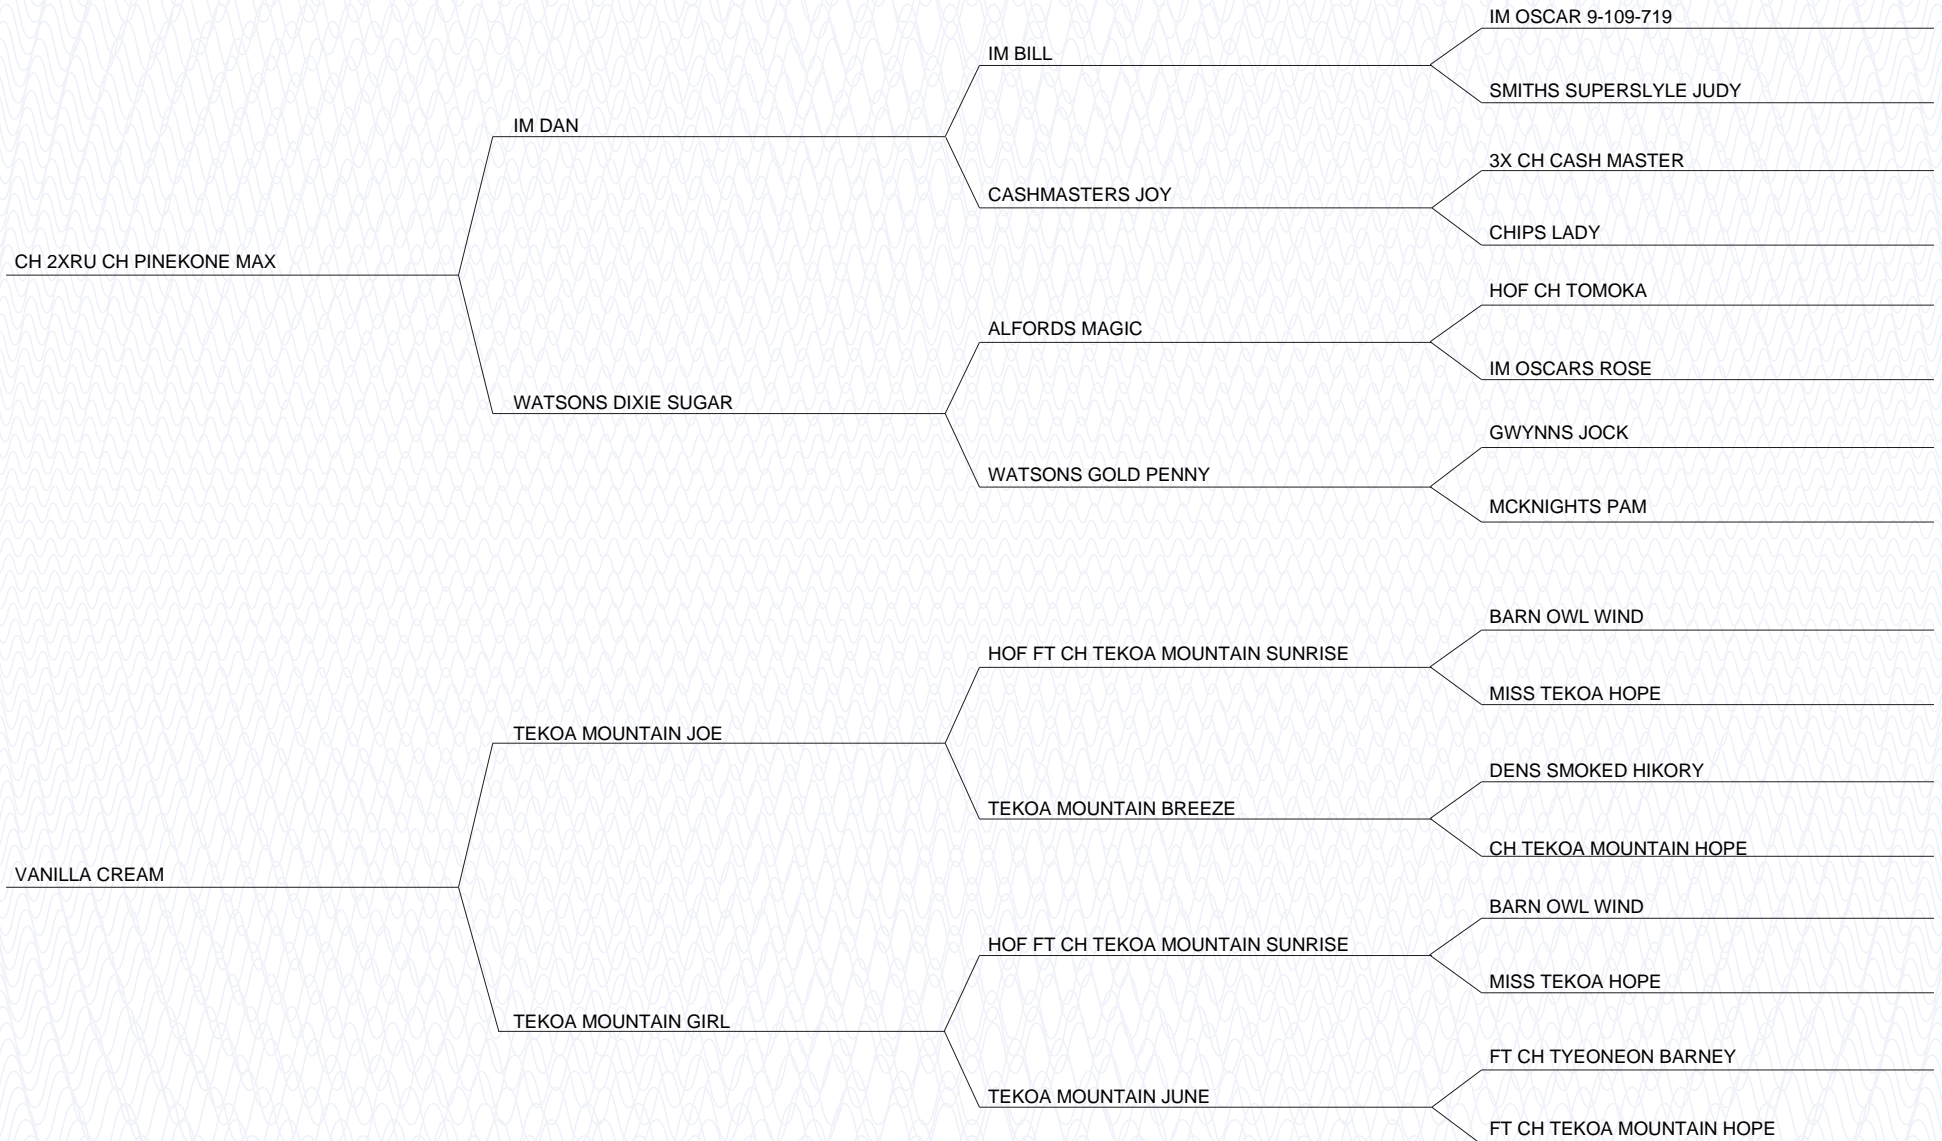 IM OSCAR 9-109-719
IM BILL
SMITHS SUPERSLYLE JUDY
IM DAN
3X CH CASH MASTER
CASHMASTERS JOY
CHIPS LADY
CH 2XRU CH PINEKONE MAX
HOF CH TOMOKA
ALFORDS MAGIC
IM OSCARS ROSE
WATSONS DIXIE SUGAR
GWYNNS JOCK
WATSONS GOLD PENNY
MCKNIGHTS PAM
BARN OWL WIND
HOF FT CH TEKOA MOUNTAIN SUNRISE
MISS TEKOA HOPE
TEKOA MOUNTAIN JOE
DENS SMOKED HIKORY
TEKOA MOUNTAIN BREEZE
CH TEKOA MOUNTAIN HOPE
VANILLA CREAM
BARN OWL WIND
HOF FT CH TEKOA MOUNTAIN SUNRISE
MISS TEKOA HOPE
TEKOA MOUNTAIN GIRL
FT CH TYEONEON BARNEY
TEKOA MOUNTAIN JUNE
FT CH TEKOA MOUNTAIN HOPE